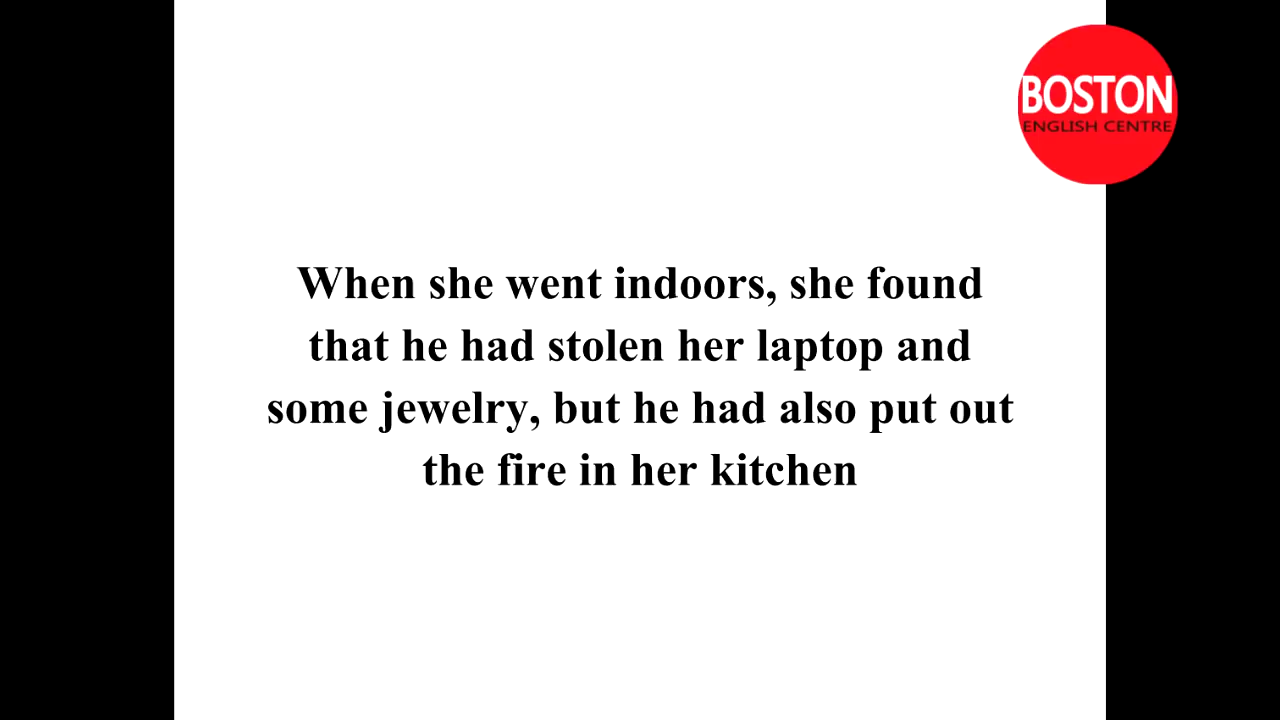 BOSTON
ENGLISH CENTRE
When she went indoors, she found
that he had stolen her laptop and
some jewelry, but he had also put out
the fire in her kitchen